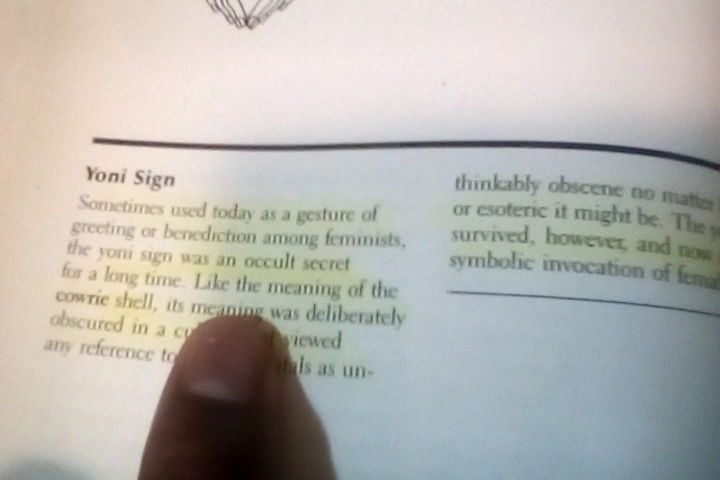 Yoni Sign
Sometimes used today as a gesture of
greeting or benediction among feminists,
the yoni sign was an occult secret
for a long time. Like the meaning of the
cowrie shell, its meaning was deliberately
obscured in a viewed
any reference to as un-
thinkably obscene no matter
or esoteric it might be. The
survived, however, and now
symbolic invocation of